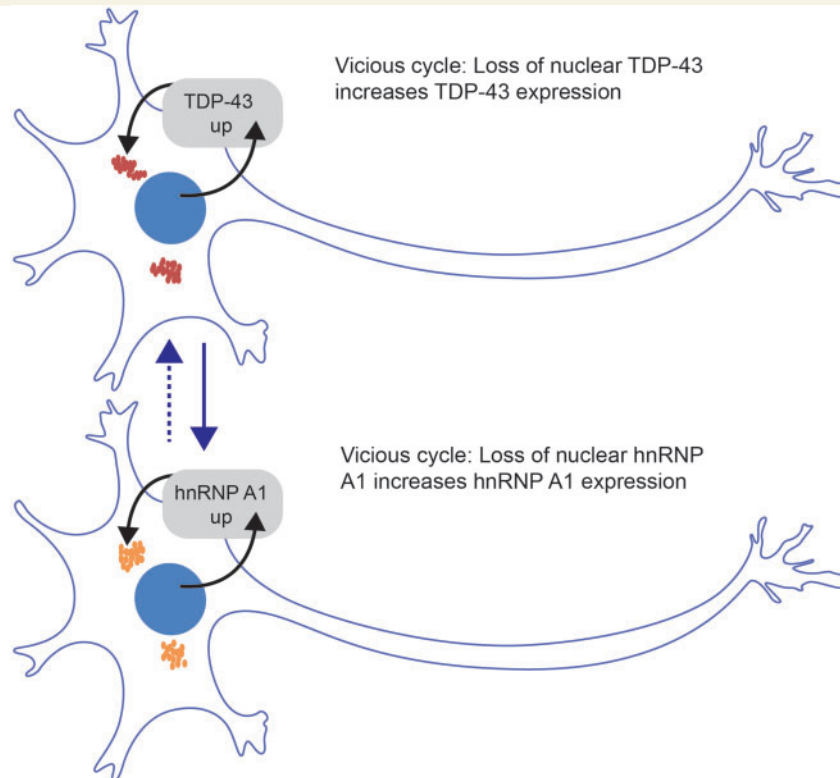 Vicious cycle: Loss of nuclear TDP-43
increases TDP-43 expression
TDP-43
up
Vicious cycle: Loss of nuclear hnRNP
A1 increases hnRNP A1 expression
hnRNP A1
up